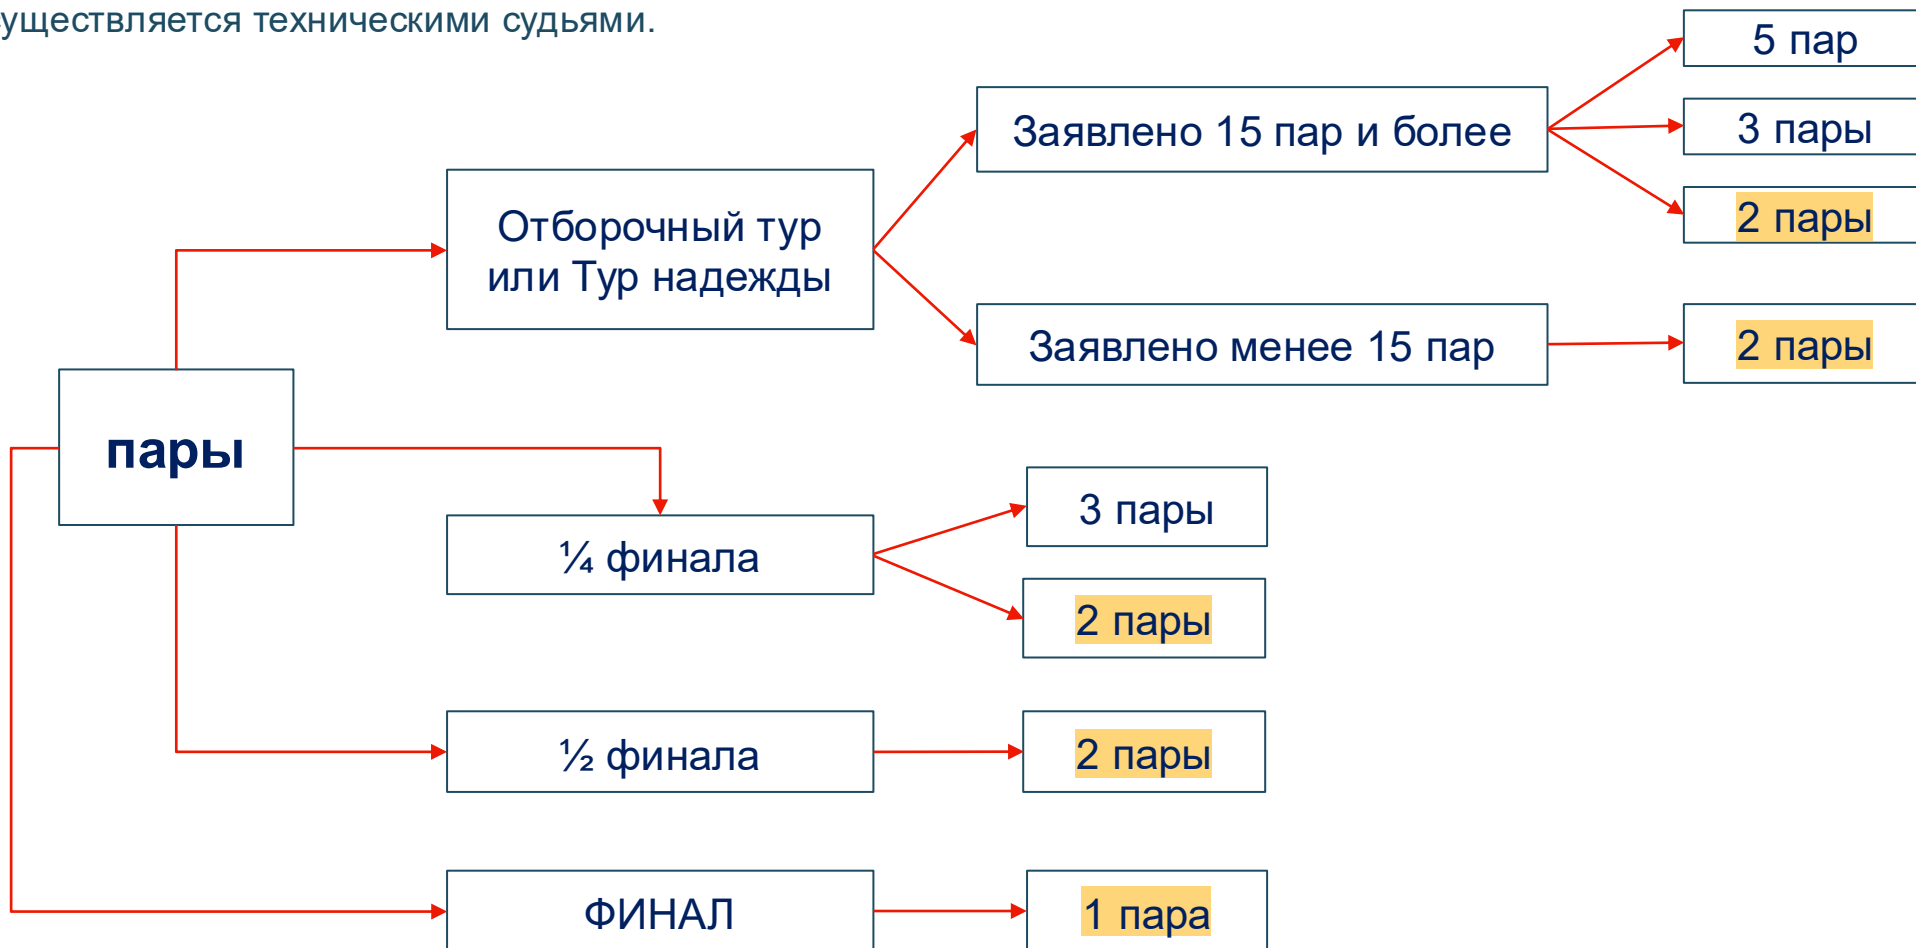 уществляется техническими судьями.
5 пар
Заявлено 15 пар и более
3 пары
2 пары
Отборочный тур
или Тур надежды
Заявлено менее 15 пар
2 пары
пары
3 пары
¼ финала
2 пары
½ финала
2 пары
ФИНАЛ
1 пара